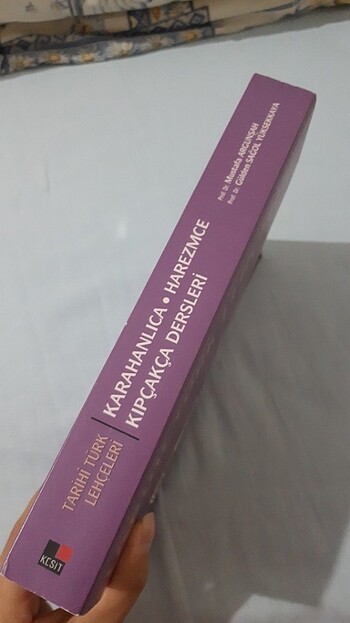 TARİHİ TÜRK
LEHÇELERİ
KARAHANLICA • HAREZMCE
KIPÇAKÇA DERSLERİ
Prof. Dr. Mustafa ARGUNŞAH
Prof. Dr. Gülden SAĞOL YÜKSEKKAYA
KESİT